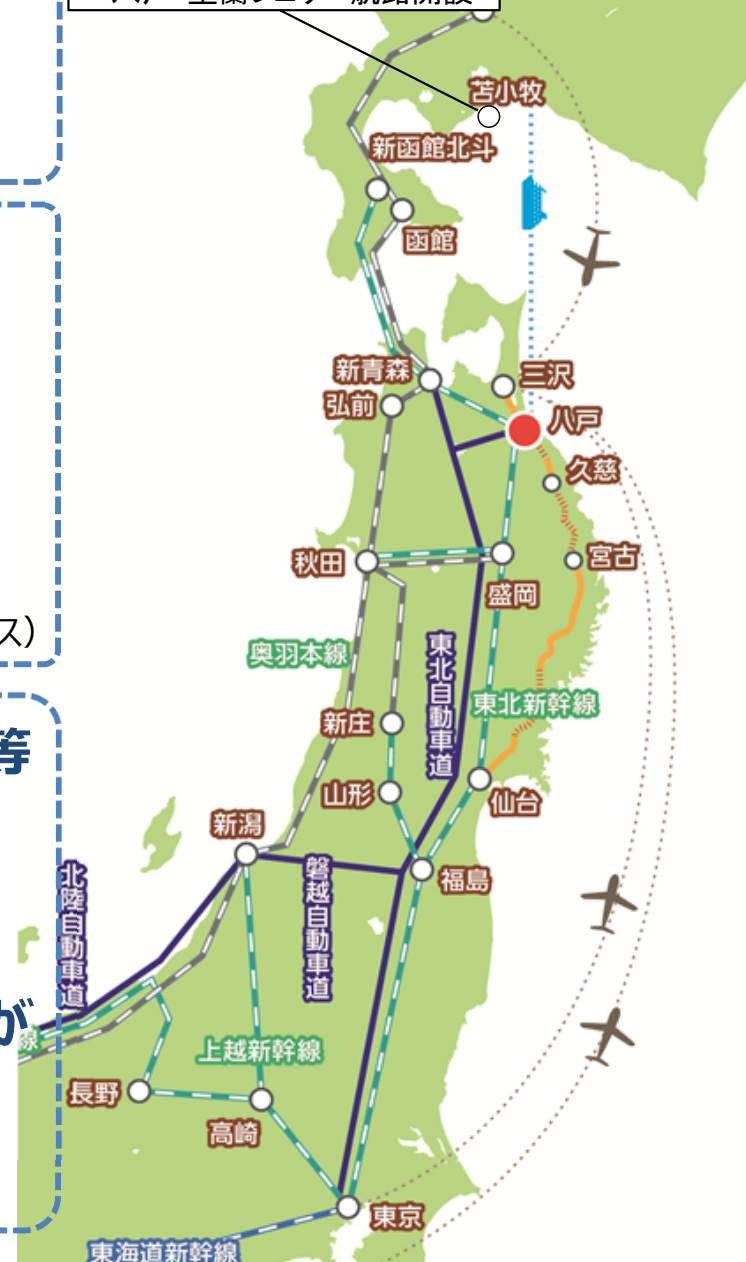 苫小牧
新函館北斗
函館
新青森
三沢
弘前
八戸
久慈
秋田
宮古
盛岡
ス）
奥羽本線
東北自動車道
東北新幹線
等
新庄
山形
仙台
新潟
北陸自動車道
磐越自動車道
福島
が
線
上越新幹線
長野
高崎
東京
東海道新幹線